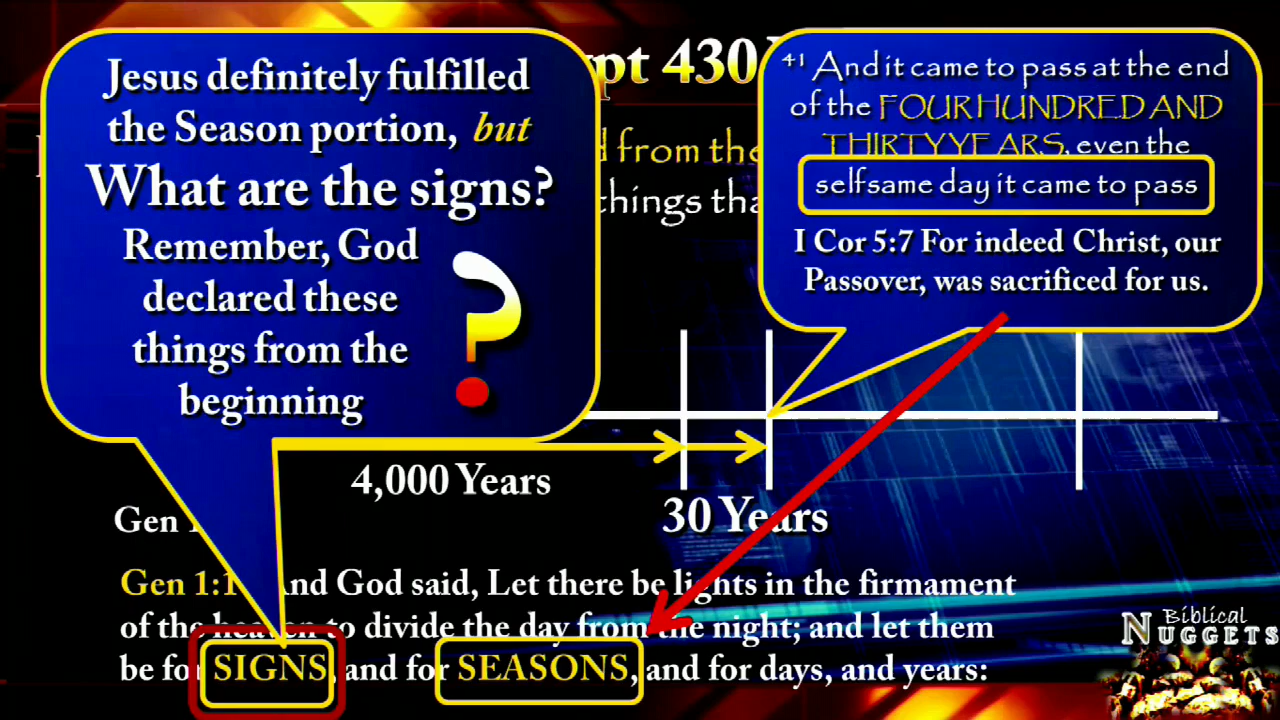 Jesus definitely fulfilled
the Season portion, but
What are the signs?
Remember, God
declared these
things from the
beginning
?
430
from the
things
⁴¹ And it came to pass at the end
of the FOUR HUNDRED AND
THIRTY YEARS, even the
selfsame day it came to pass
I Cor 5:7 For indeed Christ, our
Passover, was sacrificed for us.
4,000 Years
Gen
30 Years
Gen 1:1 And God said, Let there be lights in the firmament
of the heaven to divide the day from the night; and let them
be for SIGNS, and for SEASONS, and for days, and years:
Biblical
NUGGETS